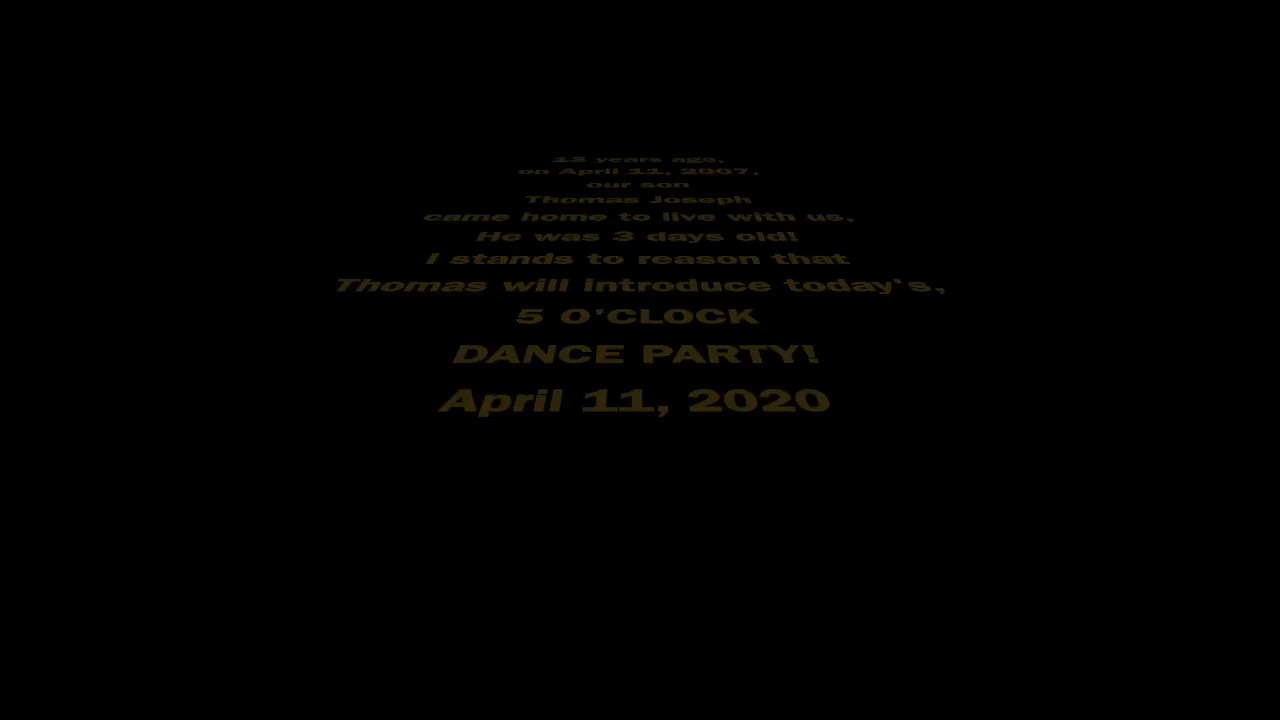 13 years ago,
on April 11, 2007,
our son
Thomas Joseph
came home to live with us,
He was 3 days old!
I stands to reason that
Thomas will introduce today's,
5 O'CLOCK
DANCE PARTY!
April 11, 2020